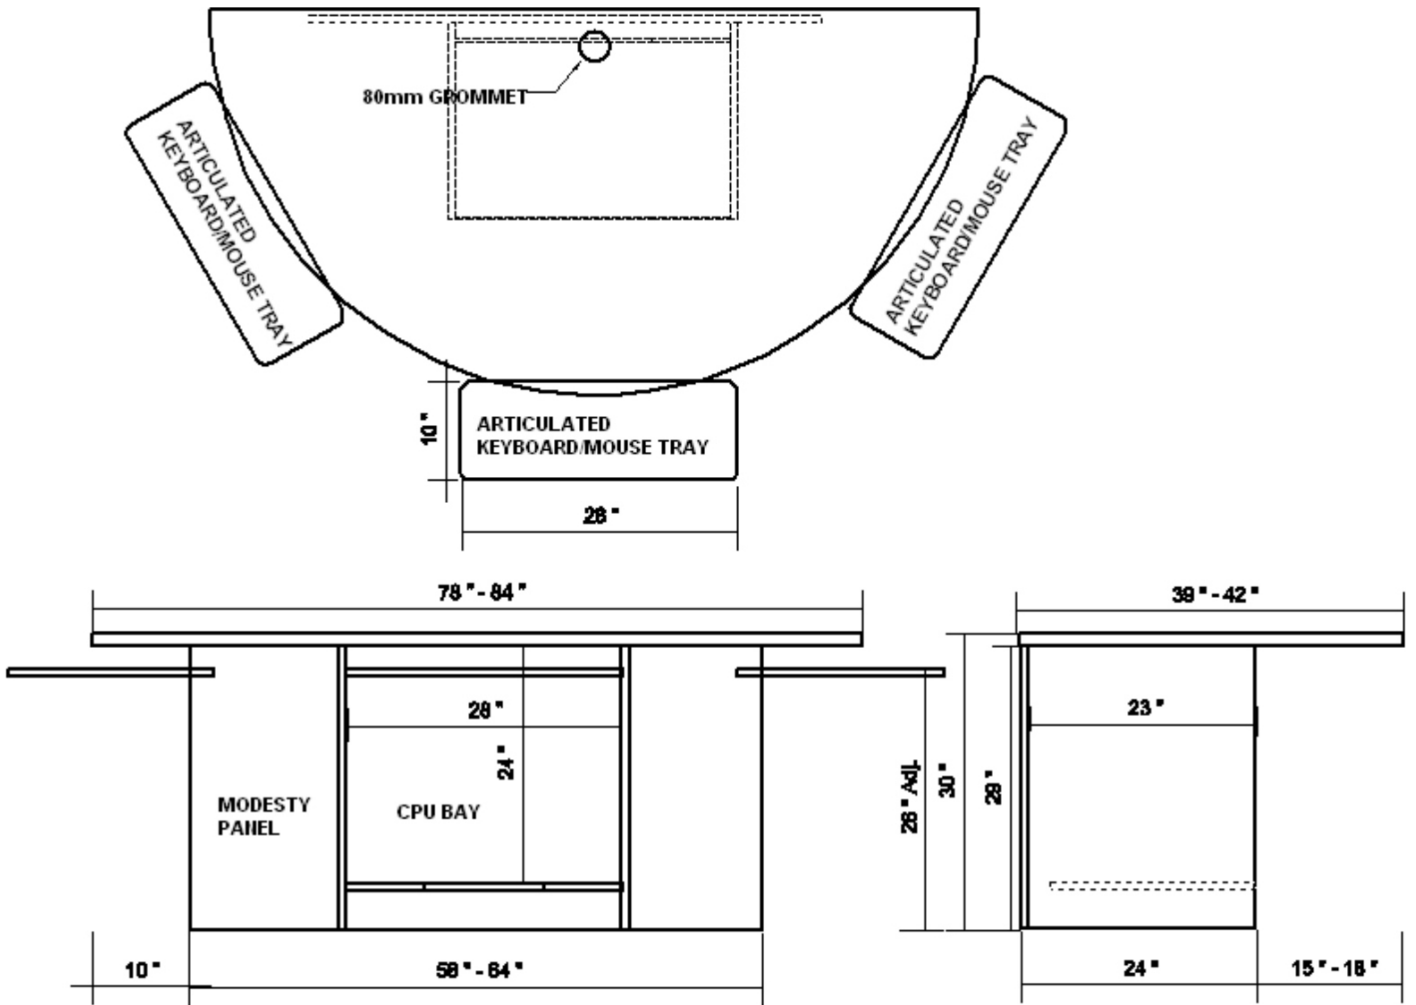 80mm GROMMET
ARTICULATED
KEYBOARD/MOUSE TRAY
ARTICULATED
KEYBOARD/MOUSE TRAY
ARTICULATED
KEYBOARD/MOUSE TRAY
10"
28"
78" - 84"
39" - 42"
28"
24"
23"
26" Adj.
30"
29"
MODESTY
PANEL
CPU BAY
10"
58" - 64"
24"
15" - 18"